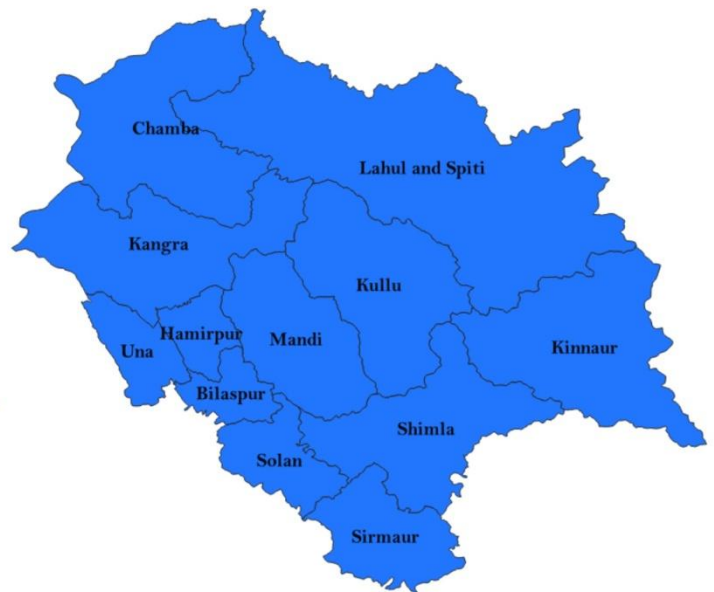 Chamba
Lahul and Spiti
Kangra
Kullu
Hamirpur
Mandi
Una
Kinnaur
Bilaspur
Shimla
Solan
Sirmaur